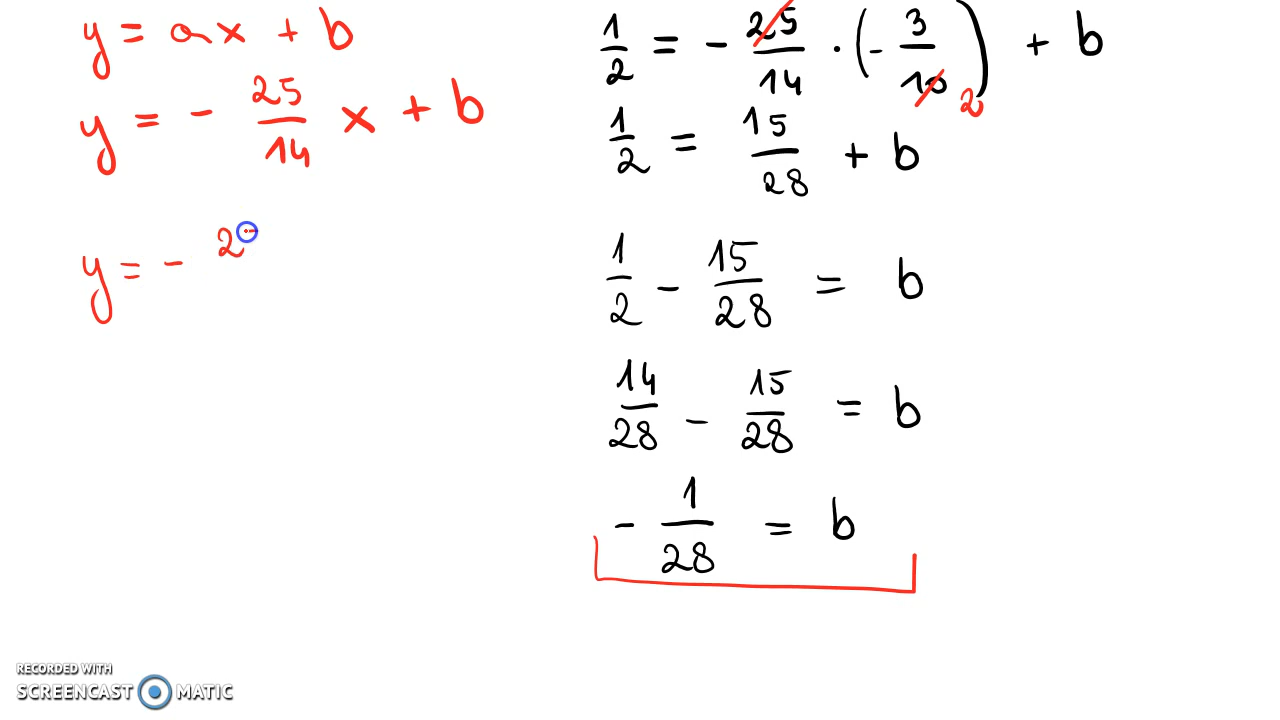 y = ax + b
y = - 25/14 x + b
y = - 2
1/2 = - 25/14 · (- 3/10) + b
2
1/2 = 15/28 + b
1/2 - 15/28 = b
14/28 - 15/28 = b
- 1/28 = b
RECORDED WITH
SCREENCAST MATIC